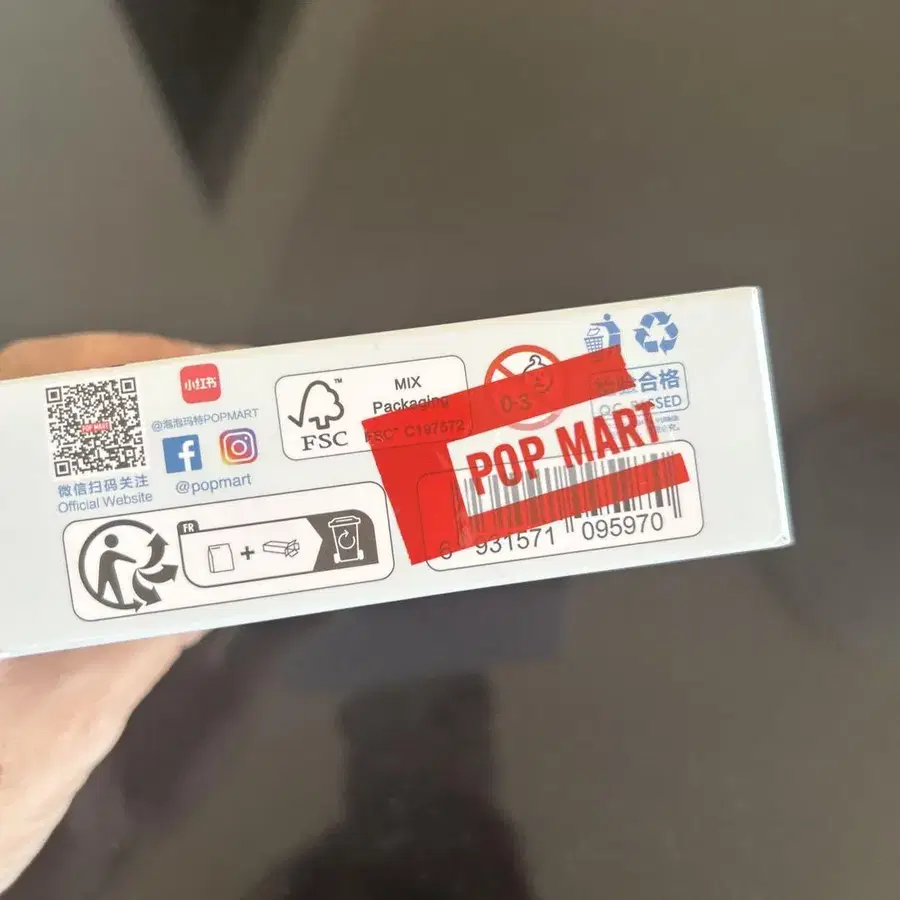 POP MART
小红书
@泡泡玛特POPMART
@popmart
微信扫码关注
Official Website
FSC
MIX
Packaging
FSC™ C197572
0-3
检验合格
QC PASSED
POP MART
6 931571 095970
FR
+